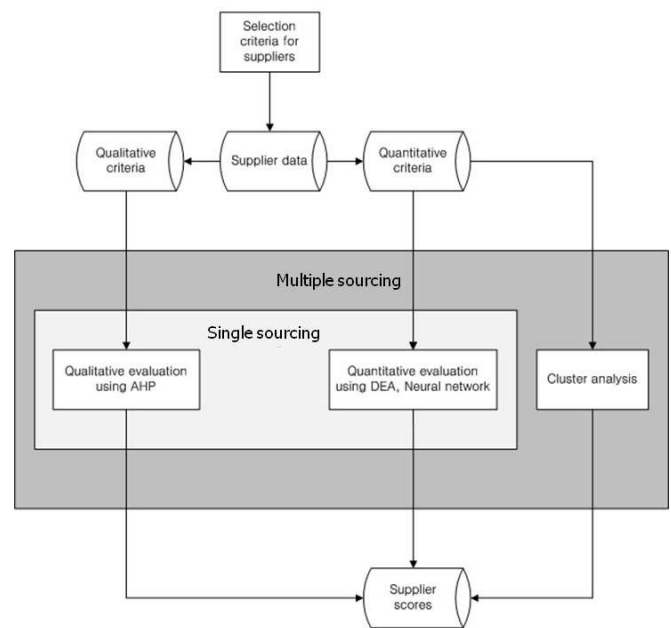 Selection
criteria for
suppliers
Qualitative
criteria
Supplier data
Quantitative
criteria
Multiple sourcing
Single sourcing
Qualitative evaluation
using AHP
Quantitative evaluation
using DEA, Neural network
Cluster analysis
Supplier
scores